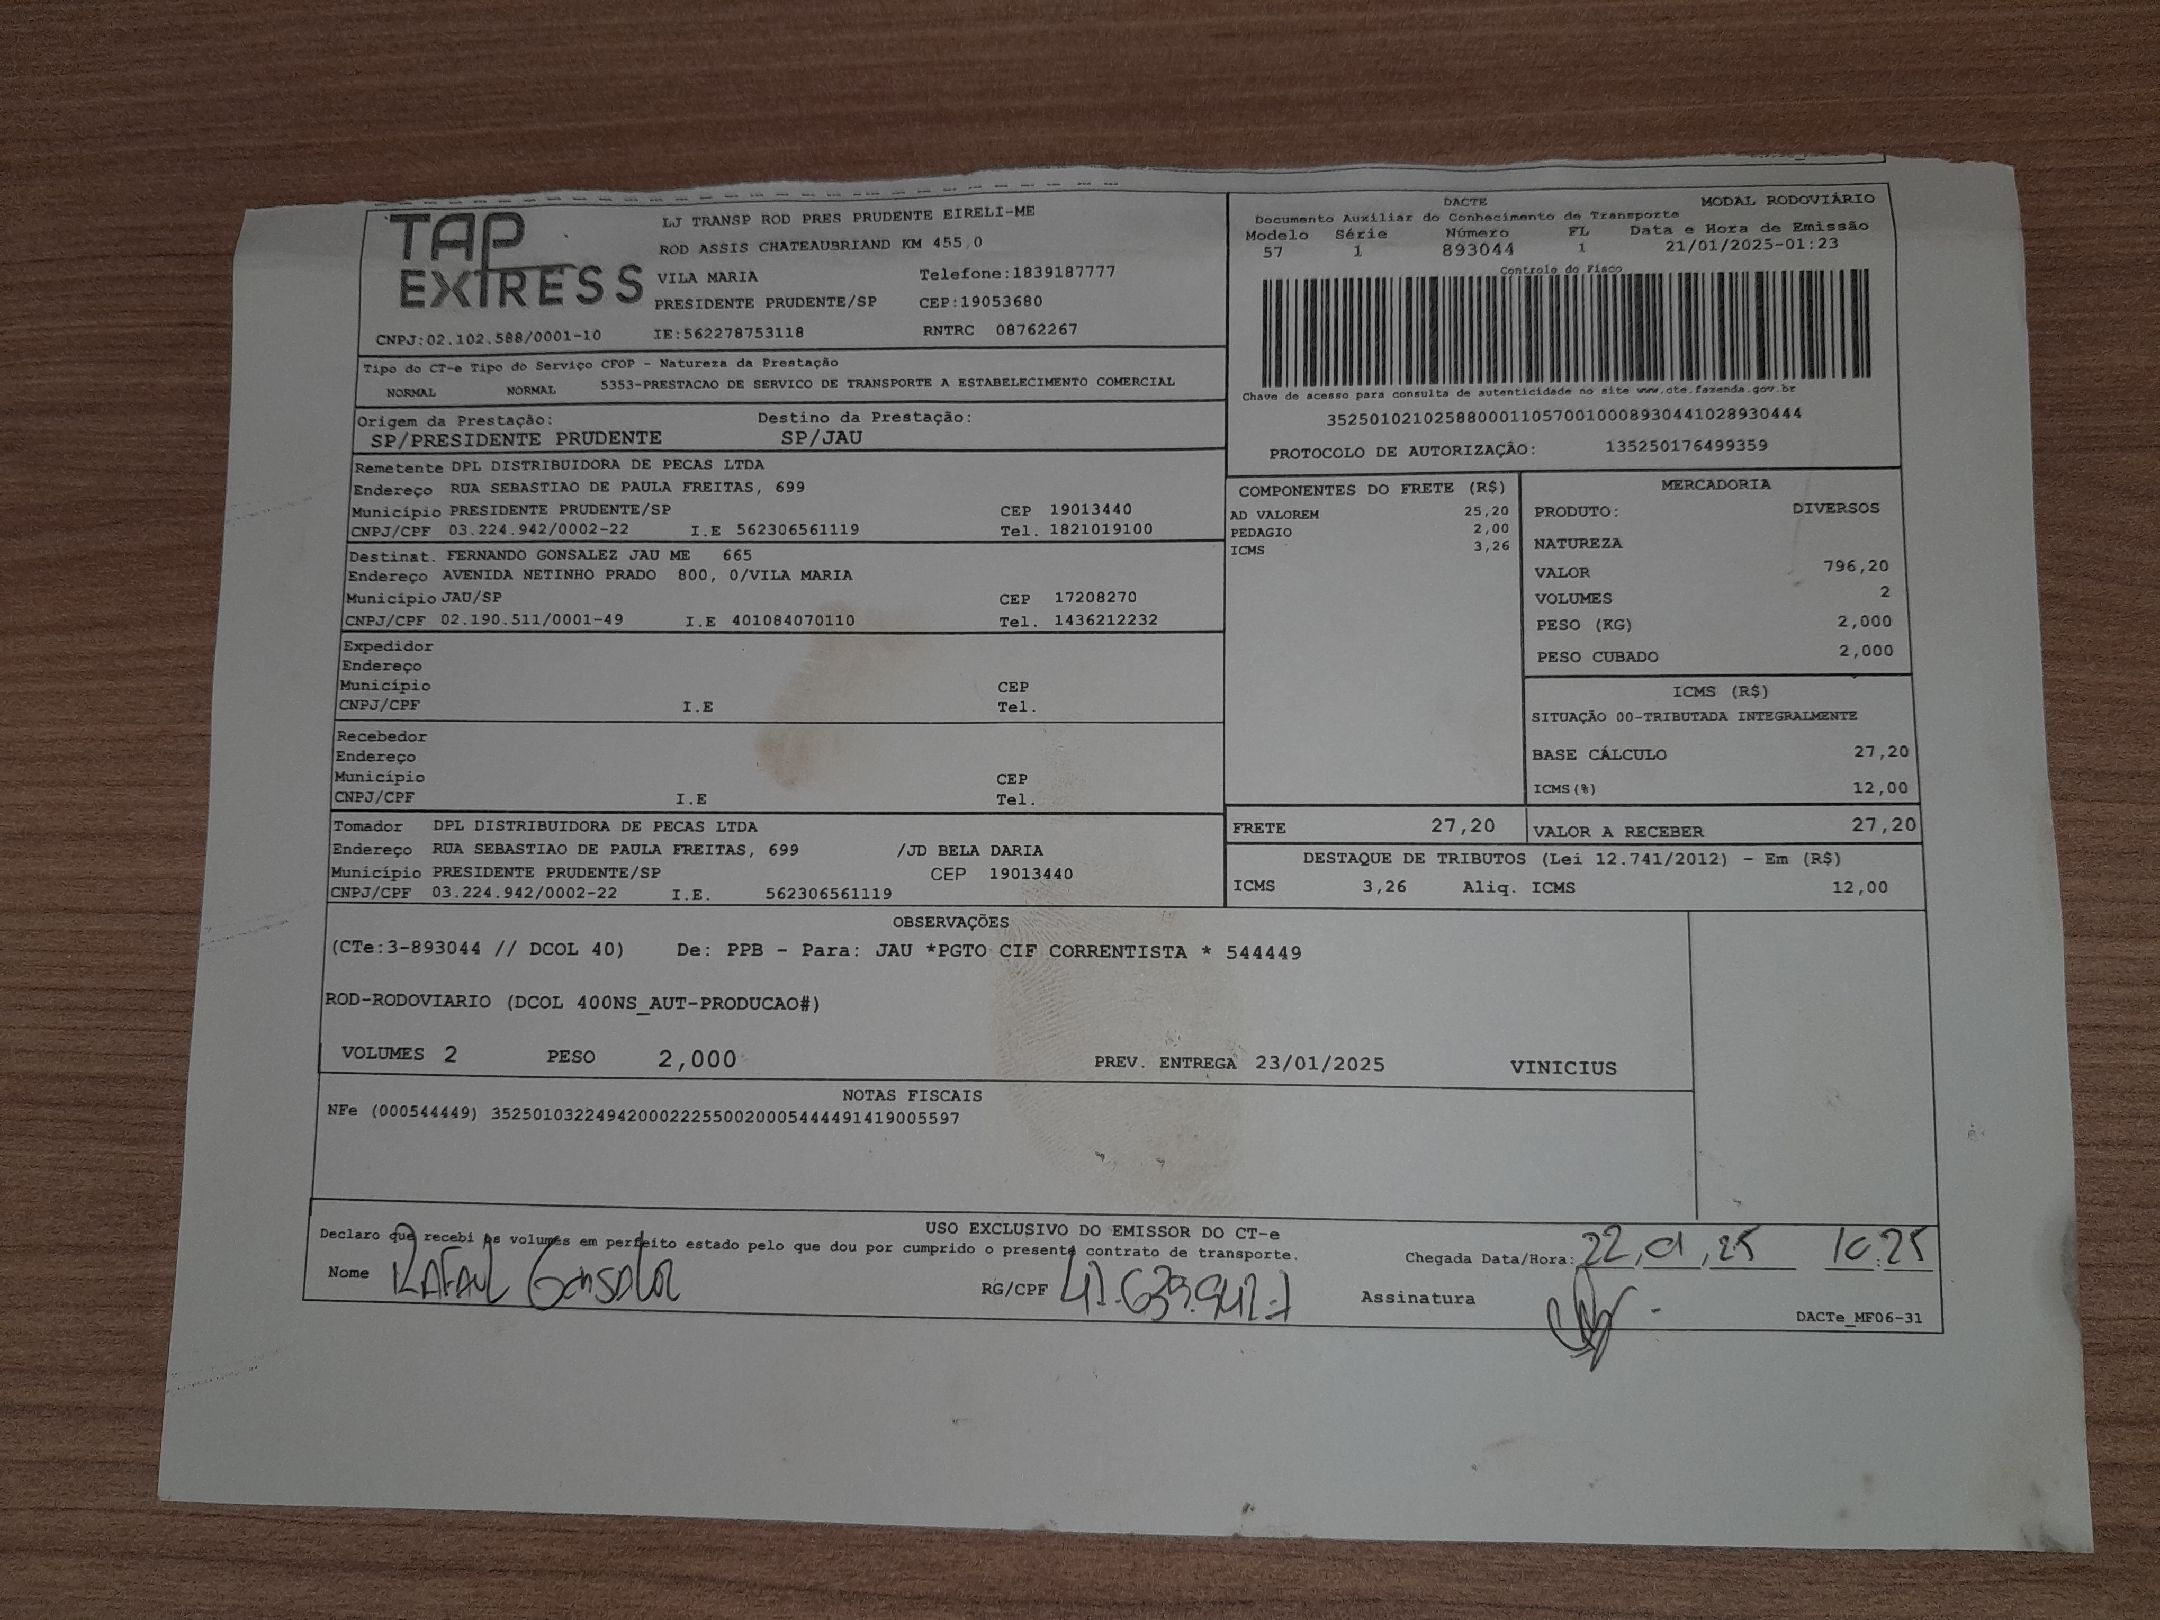 TAP
EXPRESS
LJ TRANSP ROD PRES PRUDENTE EIRELI-ME
ROD ASSIS CHATEAUBRIAND KM 455,0
VILA MARIA Telefone:1839187777
PRESIDENTE PRUDENTE/SP CEP:19053680
CNPJ:02.102.588/0001-10 IE:562278753118 RNTRC 08762267
DACTE MODAL RODOVIÁRIO
Documento Auxiliar do Conhecimento de Transporte
Modelo Série Número FL Data e Hora de Emissão
57 1 893044 1 21/01/2025-01:23
Controle do Fisco
Chave de acesso para consulta de autenticidade no site www.cte.fazenda.gov.br
35250102102588000110570010008930441028930444
PROTOCOLO DE AUTORIZAÇÃO: 135250176499359
Tipo do CT-e Tipo do Serviço CFOP - Natureza da Prestação
NORMAL NORMAL 5353-PRESTACAO DE SERVICO DE TRANSPORTE A ESTABELECIMENTO COMERCIAL
Origem da Prestação: Destino da Prestação:
SP/PRESIDENTE PRUDENTE SP/JAU
Remetente DPL DISTRIBUIDORA DE PECAS LTDA
Endereço RUA SEBASTIAO DE PAULA FREITAS, 699
Município PRESIDENTE PRUDENTE/SP CEP 19013440
CNPJ/CPF 03.224.942/0002-22 I.E 562306561119 Tel. 1821019100
Destinat. FERNANDO GONSALEZ JAU ME 665
Endereço AVENIDA NETINHO PRADO 800, 0/VILA MARIA
Município JAU/SP CEP 17208270
CNPJ/CPF 02.190.511/0001-49 I.E 401084070110 Tel. 1436212232
Expedidor
Endereço
Município CEP
CNPJ/CPF I.E Tel.
Recebedor
Endereço
Município CEP
CNPJ/CPF I.E Tel.
Tomador DPL DISTRIBUIDORA DE PECAS LTDA
Endereço RUA SEBASTIAO DE PAULA FREITAS, 699 /JD BELA DARIA
Município PRESIDENTE PRUDENTE/SP CEP 19013440
CNPJ/CPF 03.224.942/0002-22 I.E. 562306561119
COMPONENTES DO FRETE (R$)
AD VALOREM 25,20
PEDAGIO 2,00
ICMS 3,26
MERCADORIA
PRODUTO: DIVERSOS
NATUREZA
VALOR 796,20
VOLUMES 2
PESO (KG) 2,000
PESO CUBADO 2,000
ICMS (R$)
SITUAÇÃO 00-TRIBUTADA INTEGRALMENTE
BASE CÁLCULO 27,20
ICMS(%) 12,00
FRETE 27,20 VALOR A RECEBER 27,20
DESTAQUE DE TRIBUTOS (Lei 12.741/2012) - Em (R$)
ICMS 3,26 Aliq. ICMS 12,00
OBSERVAÇÕES
(CTe:3-893044 // DCOL 40) De: PPB - Para: JAU *PGTO CIF CORRENTISTA * 544449
ROD-RODOVIARIO (DCOL 400NS_AUT-PRODUCAO#)
VOLUMES 2 PESO 2,000 PREV. ENTREGA 23/01/2025 VINICIUS
NOTAS FISCAIS
NFe (000544449) 35250103224942000222550020005444491419005597
USO EXCLUSIVO DO EMISSOR DO CT-e
Declaro que recebi os volumes em perfeito estado pelo que dou por cumprido o presente contrato de transporte.
Chegada Data/Hora: 22,01,25 10:25
Nome RAFAEL RG/CPF 47.639.942-7 Assinatura
DACTe_MF06-31